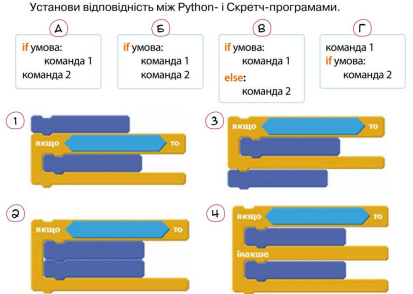 Установи відповідність між Python- і Скретч-програмами.
А
if умова:
команда 1
команда 2
Б
if умова:
команда 1
команда 2
В
if умова:
команда 1
else:
команда 2
Г
команда 1
if умова:
команда 2
1
якщо то
3
якщо то
2
якщо то
4
якщо то
інакше